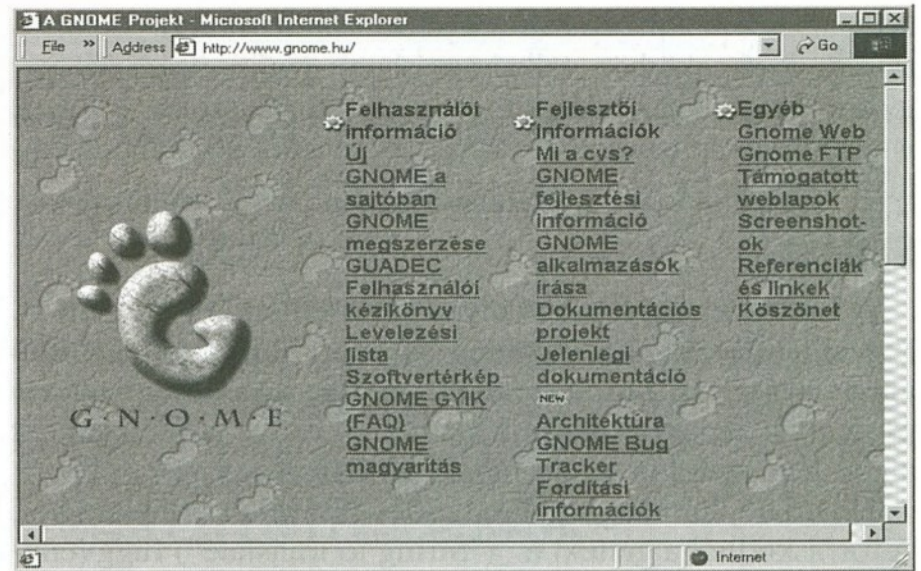 A GNOME Projekt - Microsoft Internet Explorer
File » Address http://www.gnome.hu/ Go
Felhasználói
információ
Új
GNOME a
sajtóban
GNOME
megszerzése
GUADEC
Felhasználói
kézikönyv
Levelezési
lista
Szoftvertérkép
GNOME GYIK
(FAQ)
GNOME
magyarítás
Fejlesztői
információk
Mi a cvs?
GNOME
fejlesztési
információ
GNOME
alkalmazások
írása
Dokumentációs
projekt
Jelenlegi
dokumentáció
NEW
Architektúra
GNOME Bug
Tracker
Fordítási
információk
Egyéb
Gnome Web
Gnome FTP
Támogatott
weblapok
Screenshot-
ok
Referenciák
és linkek
Köszönet
G·N·O·M·E
Internet